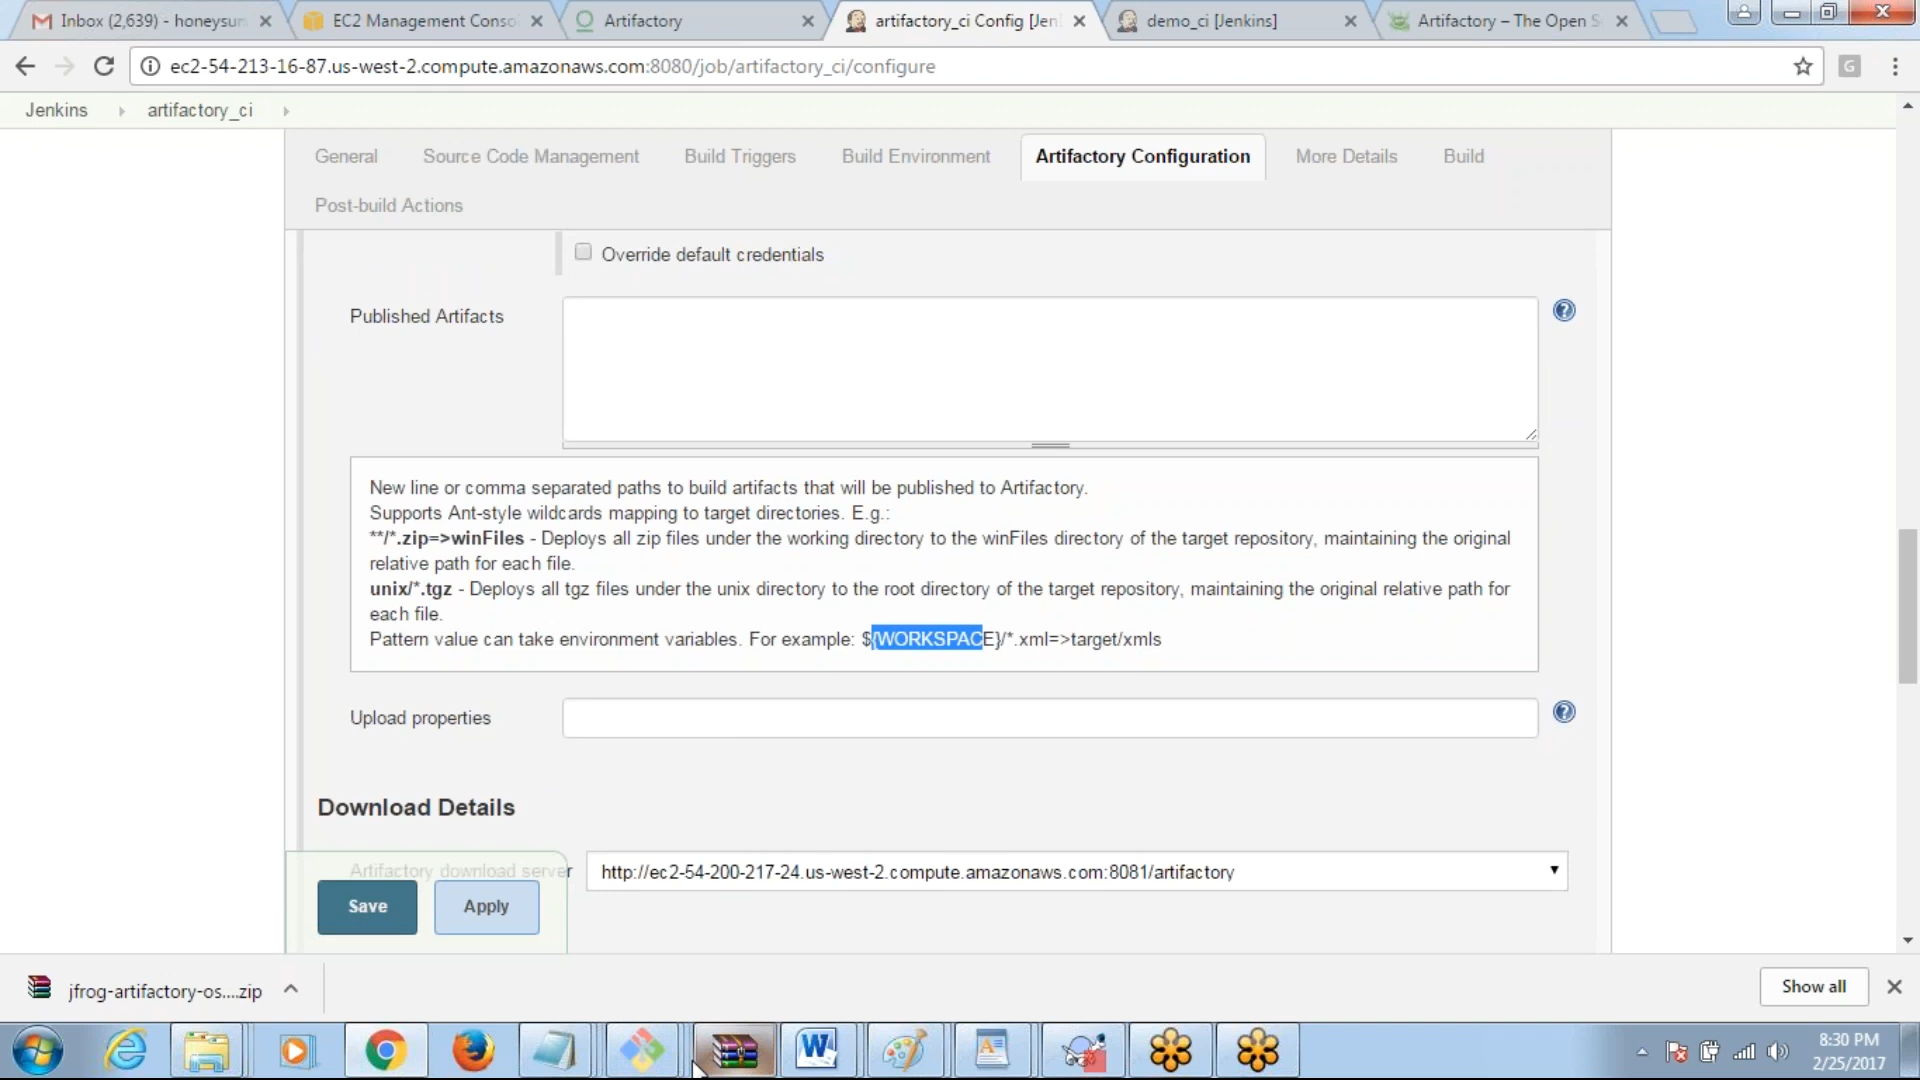 Inbox (2,639) - honeysun
EC2 Management Conso
Artifactory
artifactory_ci Config [Jen
demo_ci [Jenkins]
Artifactory – The Open S
ec2-54-213-16-87.us-west-2.compute.amazonaws.com:8080/job/artifactory_ci/configure
G
Jenkins
artifactory_ci
General
Source Code Management
Build Triggers
Build Environment
Artifactory Configuration
More Details
Build
Post-build Actions
Override default credentials
Published Artifacts
New line or comma separated paths to build artifacts that will be published to Artifactory.
Supports Ant-style wildcards mapping to target directories. E.g.:
**/*.zip=>winFiles - Deploys all zip files under the working directory to the winFiles directory of the target repository, maintaining the original
relative path for each file.
unix/*.tgz - Deploys all tgz files under the unix directory to the root directory of the target repository, maintaining the original relative path for
each file.
Pattern value can take environment variables. For example: ${WORKSPACE}/*.xml=>target/xmls
Upload properties
Download Details
Artifactory download server
http://ec2-54-200-217-24.us-west-2.compute.amazonaws.com:8081/artifactory
Save
Apply
jfrog-artifactory-os....zip
Show all
8:30 PM
2/25/2017